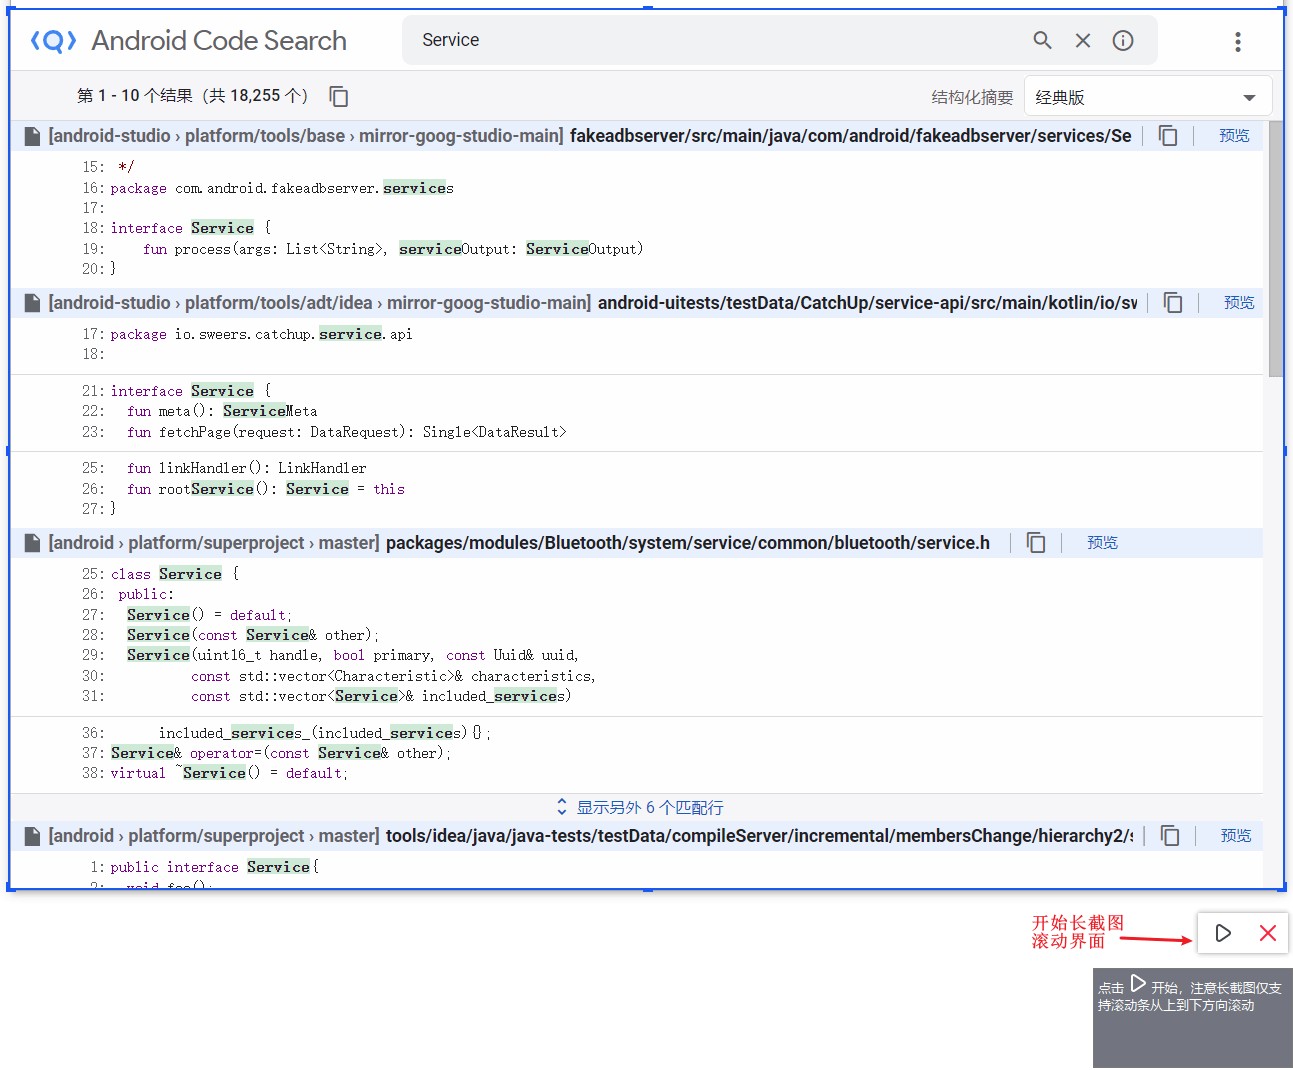 Android Code Search
Service
第 1 - 10 个结果（共 18,255 个）
结构化摘要
经典版
[android-studio › platform/tools/base › mirror-goog-studio-main] fakeadbserver/src/main/java/com/android/fakeadbserver/services/Se
预览
15: */
16: package com.android.fakeadbserver.services
17:
18: interface Service {
19:     fun process(args: List<String>, serviceOutput: ServiceOutput)
20: }
[android-studio › platform/tools/adt/idea › mirror-goog-studio-main] android-uitests/testData/CatchUp/service-api/src/main/kotlin/io/sw
预览
17: package io.sweers.catchup.service.api
18:
21: interface Service {
22:   fun meta(): ServiceMeta
23:   fun fetchPage(request: DataRequest): Single<DataResult>
25:   fun linkHandler(): LinkHandler
26:   fun rootService(): Service = this
27: }
[android › platform/superproject › master] packages/modules/Bluetooth/system/service/common/bluetooth/service.h
预览
25: class Service {
26:  public:
27:   Service() = default;
28:   Service(const Service& other);
29:   Service(uint16_t handle, bool primary, const Uuid& uuid,
30:           const std::vector<Characteristic>& characteristics,
31:           const std::vector<Service>& included_services)
36:       included_services_(included_services) {};
37: Service& operator=(const Service& other);
38: virtual ~Service() = default;
显示另外 6 个匹配行
[android › platform/superproject › master] tools/idea/java/java-tests/testData/compileServer/incremental/membersChange/hierarchy2/s
预览
1: public interface Service{
2:   void foo();
开始长截图
滚动界面
点击 ▷ 开始，注意长截图仅支
持滚动条从上到下方向滚动